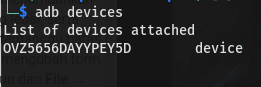 └─$ adb devices
List of devices attached
OVZ5656DAYYPEY5D        device